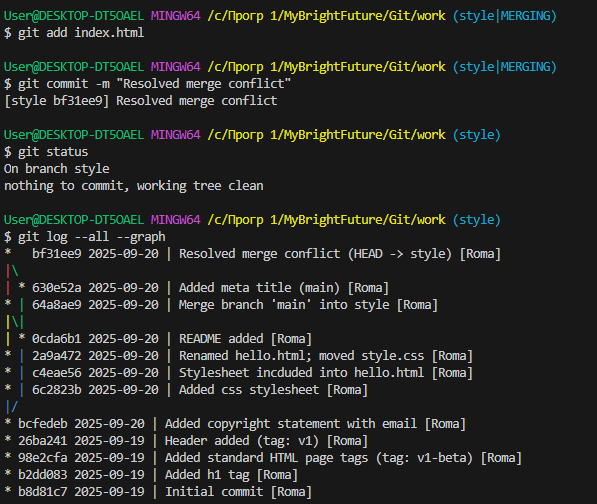 User@DESKTOP-DT5OAEL MINGW64 /c/Прогр 1/MyBrightFuture/Git/work (style|MERGING)
$ git add index.html
User@DESKTOP-DT5OAEL MINGW64 /c/Прогр 1/MyBrightFuture/Git/work (style|MERGING)
$ git commit -m "Resolved merge conflict"
[style bf31ee9] Resolved merge conflict
User@DESKTOP-DT5OAEL MINGW64 /c/Прогр 1/MyBrightFuture/Git/work (style)
$ git status
On branch style
nothing to commit, working tree clean
User@DESKTOP-DT5OAEL MINGW64 /c/Прогр 1/MyBrightFuture/Git/work (style)
$ git log --all --graph
*   bf31ee9 2025-09-20 | Resolved merge conflict (HEAD -> style) [Roma]
|\
| * 630e52a 2025-09-20 | Added meta title (main) [Roma]
* | 64a8ae9 2025-09-20 | Merge branch 'main' into style [Roma]
|\|
| * 0cda6b1 2025-09-20 | README added [Roma]
* | 2a9a472 2025-09-20 | Renamed hello.html; moved style.css [Roma]
* | c4eae56 2025-09-20 | Stylesheet incduded into hello.html [Roma]
* | 6c2823b 2025-09-20 | Added css stylesheet [Roma]
|/
* bcfedeb 2025-09-20 | Added copyright statement with email [Roma]
* 26ba241 2025-09-19 | Header added (tag: v1) [Roma]
* 98e2cfa 2025-09-19 | Added standard HTML page tags (tag: v1-beta) [Roma]
* b2dd083 2025-09-19 | Added h1 tag [Roma]
* b8d81c7 2025-09-19 | Initial commit [Roma]